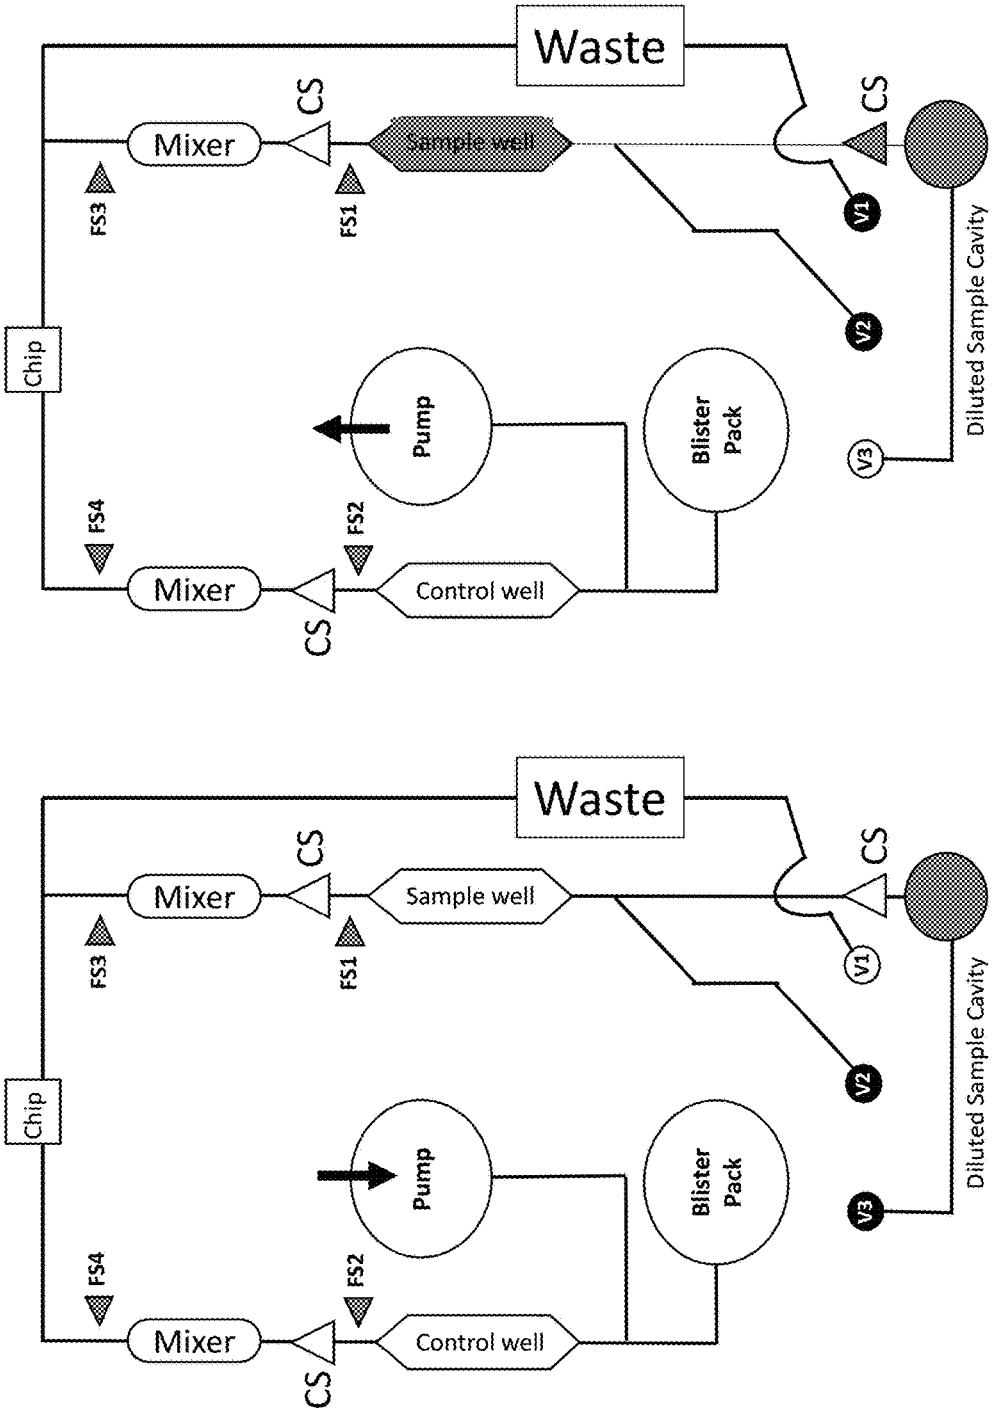 Waste
CS
CS
Mixer
Sample well
FS3
FS1
V1
V2
Diluted Sample Cavity
Chip
Pump
Blister
Pack
V3
FS4
FS2
Mixer
Control well
CS
Waste
CS
CS
Mixer
Sample well
FS3
FS1
V1
V2
Diluted Sample Cavity
Chip
Pump
Blister
Pack
V3
FS4
FS2
Mixer
Control well
CS